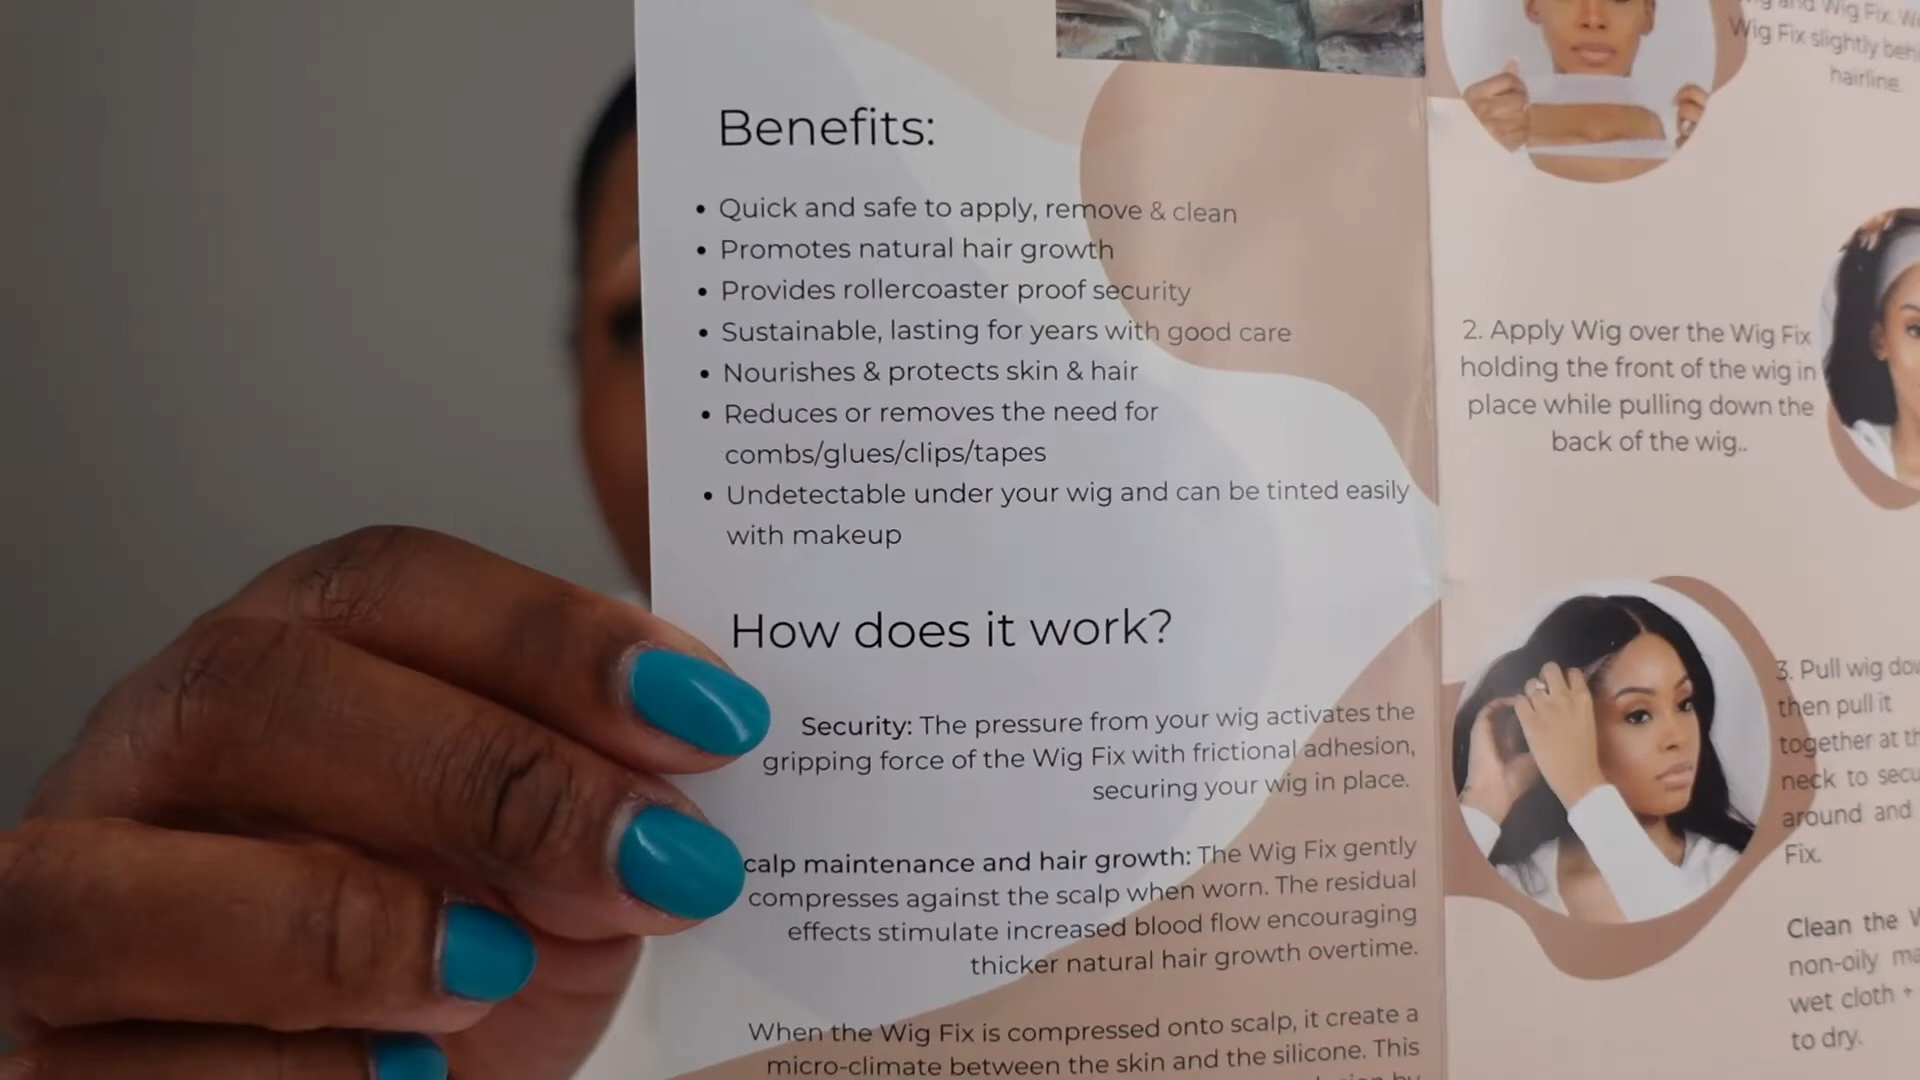 Benefits:
• Quick and safe to apply, remove & clean
• Promotes natural hair growth
• Provides rollercoaster proof security
• Sustainable, lasting for years with good care
• Nourishes & protects skin & hair
• Reduces or removes the need for
combs/glues/clips/tapes
• Undetectable under your wig and can be tinted easily
with makeup
How does it work?
Security: The pressure from your wig activates the
gripping force of the Wig Fix with frictional adhesion,
securing your wig in place.
calp maintenance and hair growth: The Wig Fix gently
compresses against the scalp when worn. The residual
effects stimulate increased blood flow encouraging
thicker natural hair growth overtime.
When the Wig Fix is compressed onto scalp, it create a
micro-climate between the skin and the silicone. This
and Wig Fix.
Wig Fix slightly
hairline.
2. Apply Wig over the Wig Fix
holding the front of the wig in
place while pulling down the
back of the wig..
3. Pull wig
then pull it
together at
neck to
around and
Fix.
Clean the
non-oily
wet cloth +
to dry.